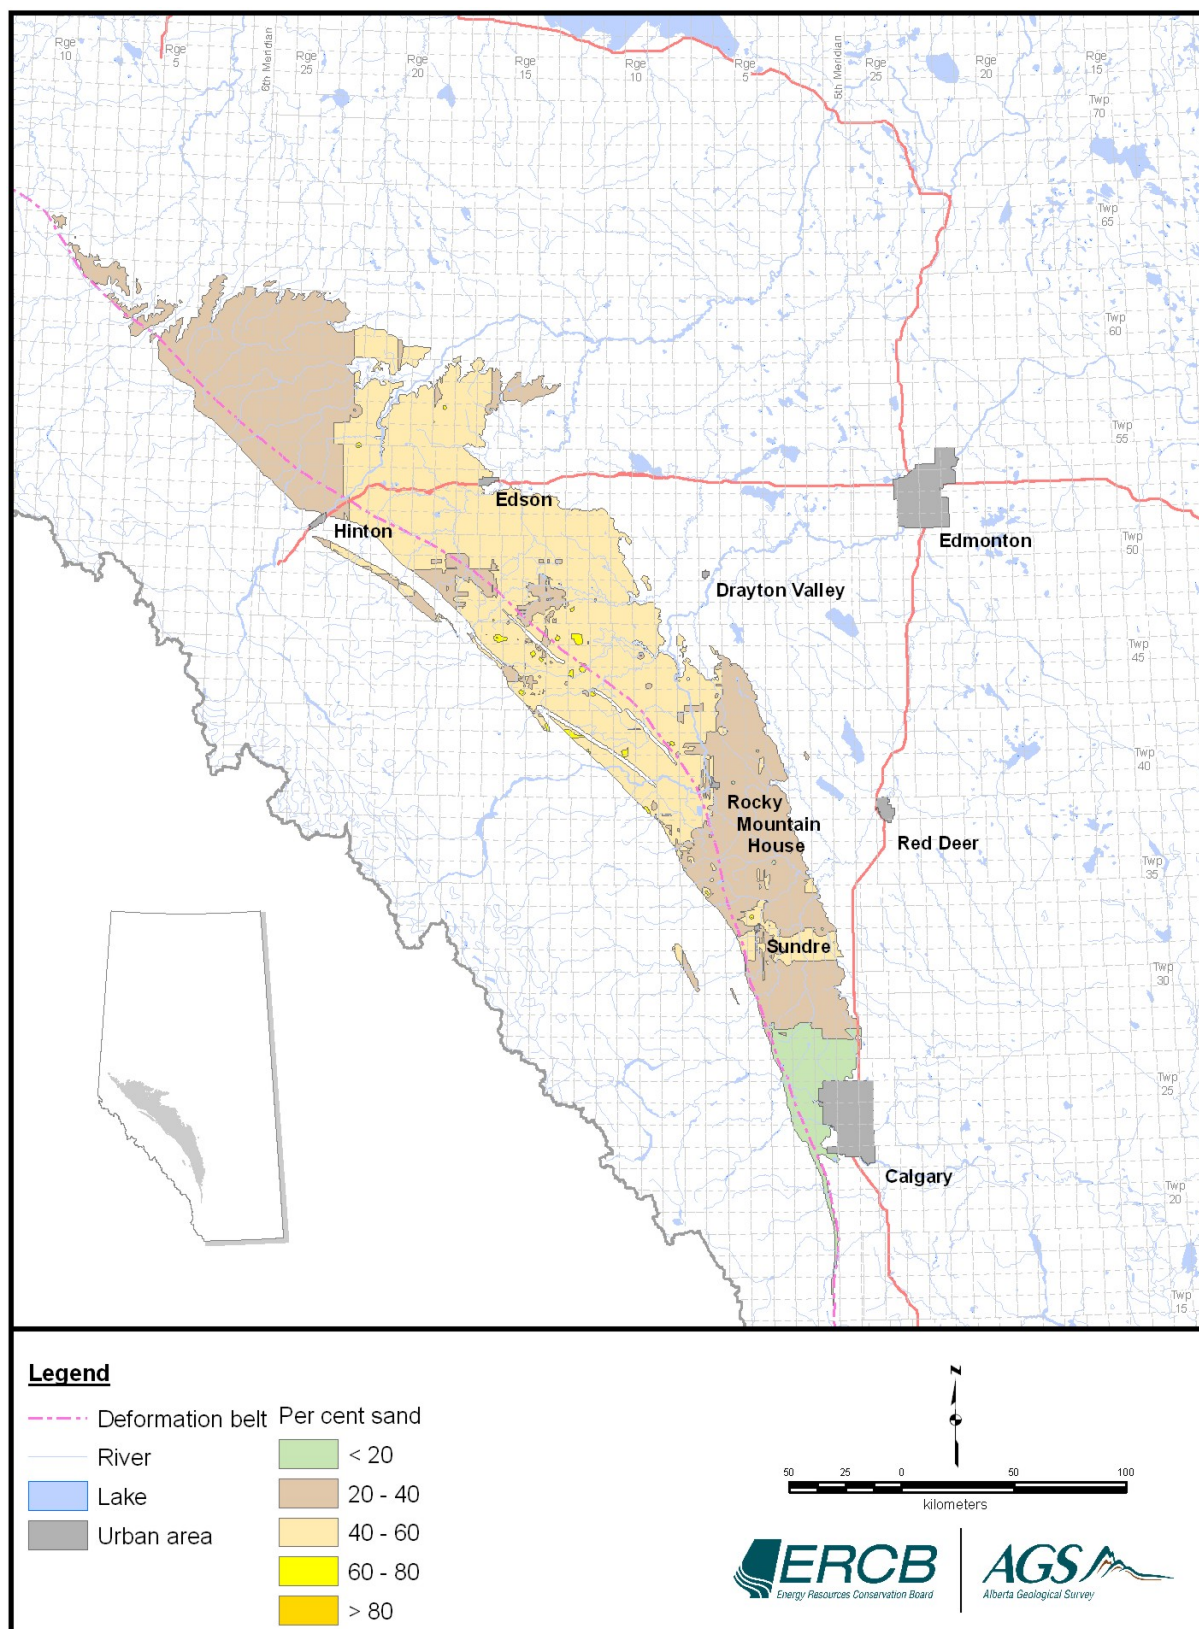 Rge
10
Rge
5
6th Meridian
Rge
25
Rge
20
Rge
15
Rge
10
Rge
5
5th Meridian
Rge
25
Rge
20
Rge
15
Twp
70
Twp
65
Twp
60
Twp
55
Edson
Hinton
Edmonton
Twp
50
Drayton Valley
Twp
45
Twp
40
Rocky
Mountain
House
Red Deer
Twp
35
Sundre
Twp
30
Twp
25
Calgary
Twp
20
Twp
15
Legend
Deformation belt
River
Lake
Urban area
Per cent sand
< 20
20 - 40
40 - 60
60 - 80
> 80
N
50 25 0 50 100
kilometers
ERCB
Energy Resources Conservation Board
AGS
Alberta Geological Survey